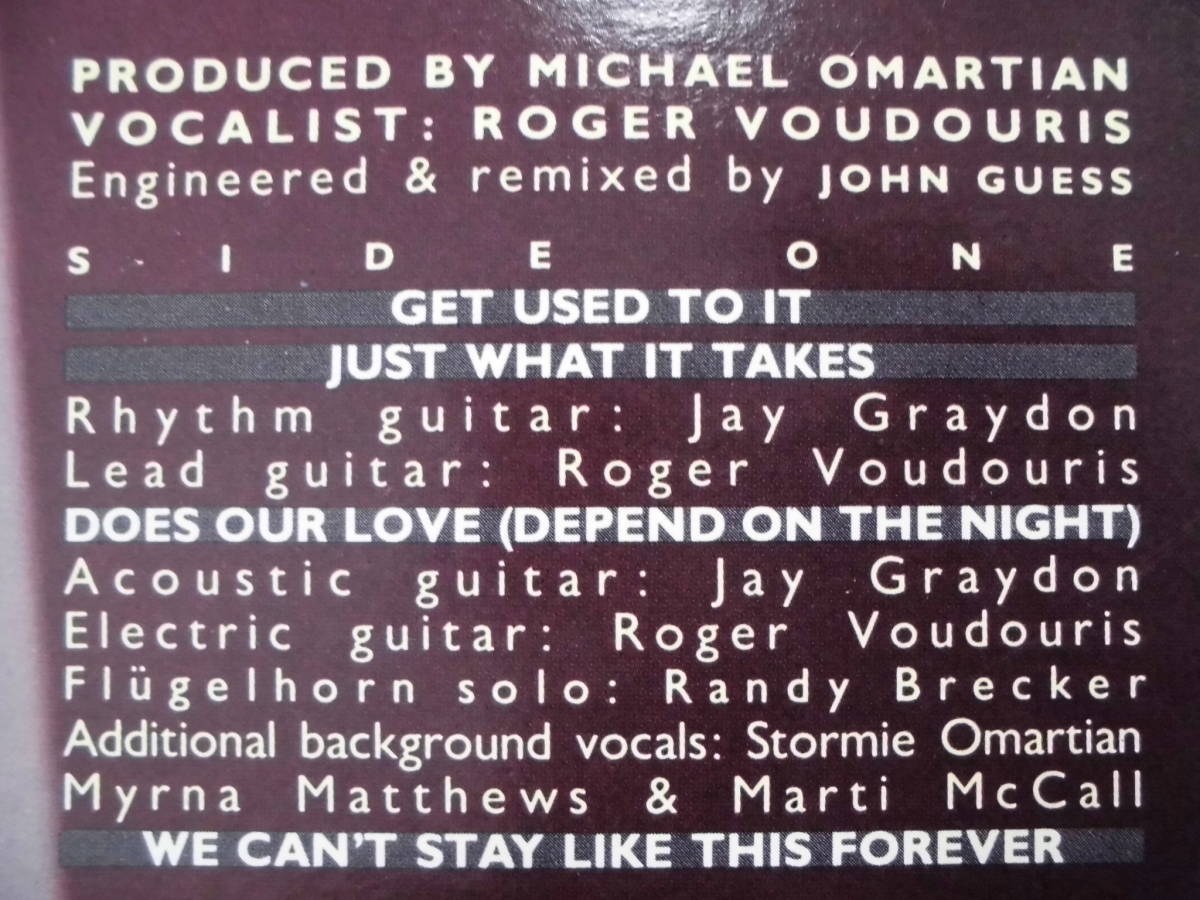 PRODUCED BY MICHAEL OMARTIAN
VOCALIST: ROGER VOUDOURIS
Engineered & remixed by JOHN GUESS
SIDE ONE
GET USED TO IT
JUST WHAT IT TAKES
Rhythm guitar: Jay Graydon
Lead guitar: Roger Voudouris
DOES OUR LOVE (DEPEND ON THE NIGHT)
Acoustic guitar: Jay Graydon
Electric guitar: Roger Voudouris
Flügelhorn solo: Randy Brecker
Additional background vocals: Stormie Omartian
Myrna Matthews & Marti McCall
WE CAN'T STAY LIKE THIS FOREVER